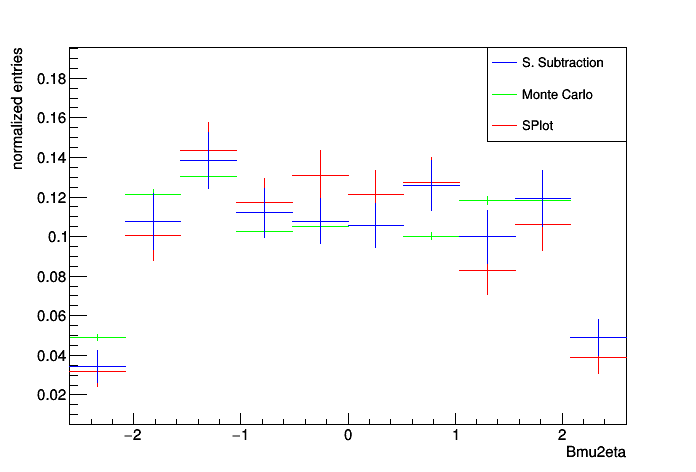 normalized entries
0.18
0.16
0.14
0.12
0.1
0.08
0.06
0.04
0.02
S. Subtraction
Monte Carlo
SPlot
−2 −1 0 1 2
Bmu2eta